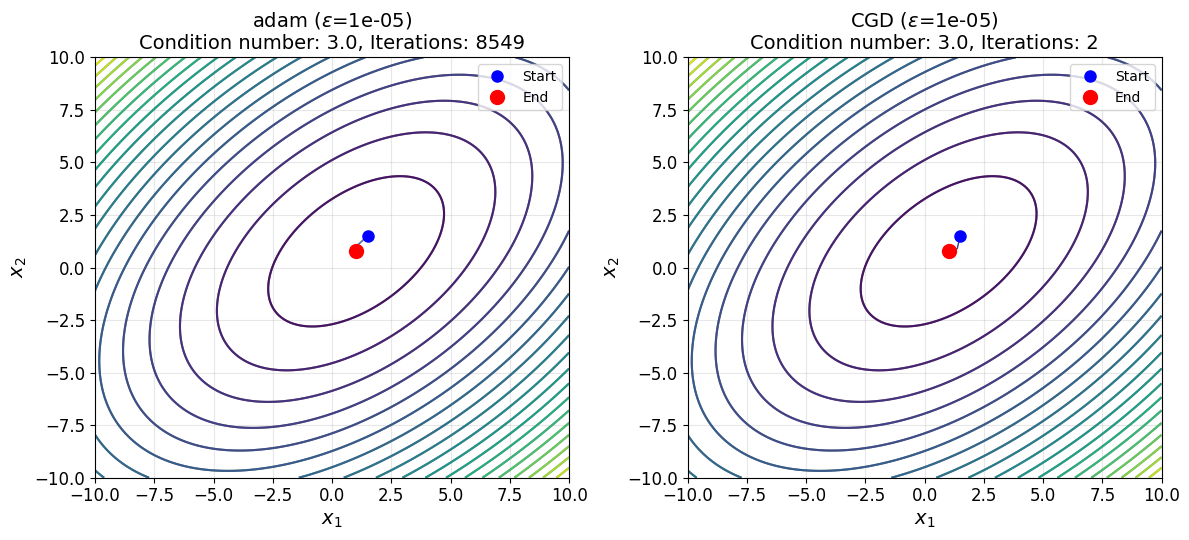 adam (ε=1e-05)
Condition number: 3.0, Iterations: 8549
Start
End
10.0
7.5
5.0
2.5
0.0
−2.5
−5.0
−7.5
−10.0
x₂
−10.0 −7.5 −5.0 −2.5 0.0 2.5 5.0 7.5 10.0
x₁
CGD (ε=1e-05)
Condition number: 3.0, Iterations: 2
Start
End
10.0
7.5
5.0
2.5
0.0
−2.5
−5.0
−7.5
−10.0
x₂
−10.0 −7.5 −5.0 −2.5 0.0 2.5 5.0 7.5 10.0
x₁